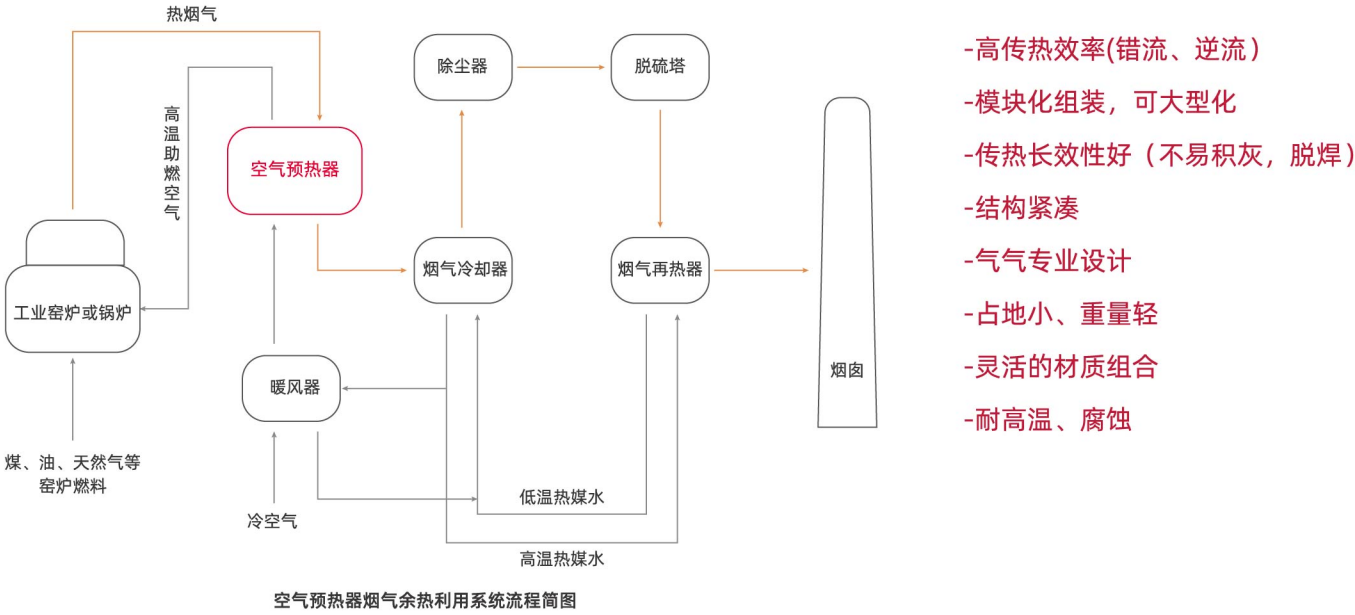 热烟气
高温助燃空气
空气预热器
除尘器
脱硫塔
烟气冷却器
烟气再热器
工业窑炉或锅炉
暖风器
烟囱
煤、油、天然气等
窑炉燃料
冷空气
低温热媒水
高温热媒水
空气预热器烟气余热利用系统流程简图
-高传热效率(错流、逆流）
-模块化组装，可大型化
-传热长效性好（不易积灰，脱焊）
-结构紧凑
-气气专业设计
-占地小、重量轻
-灵活的材质组合
-耐高温、腐蚀